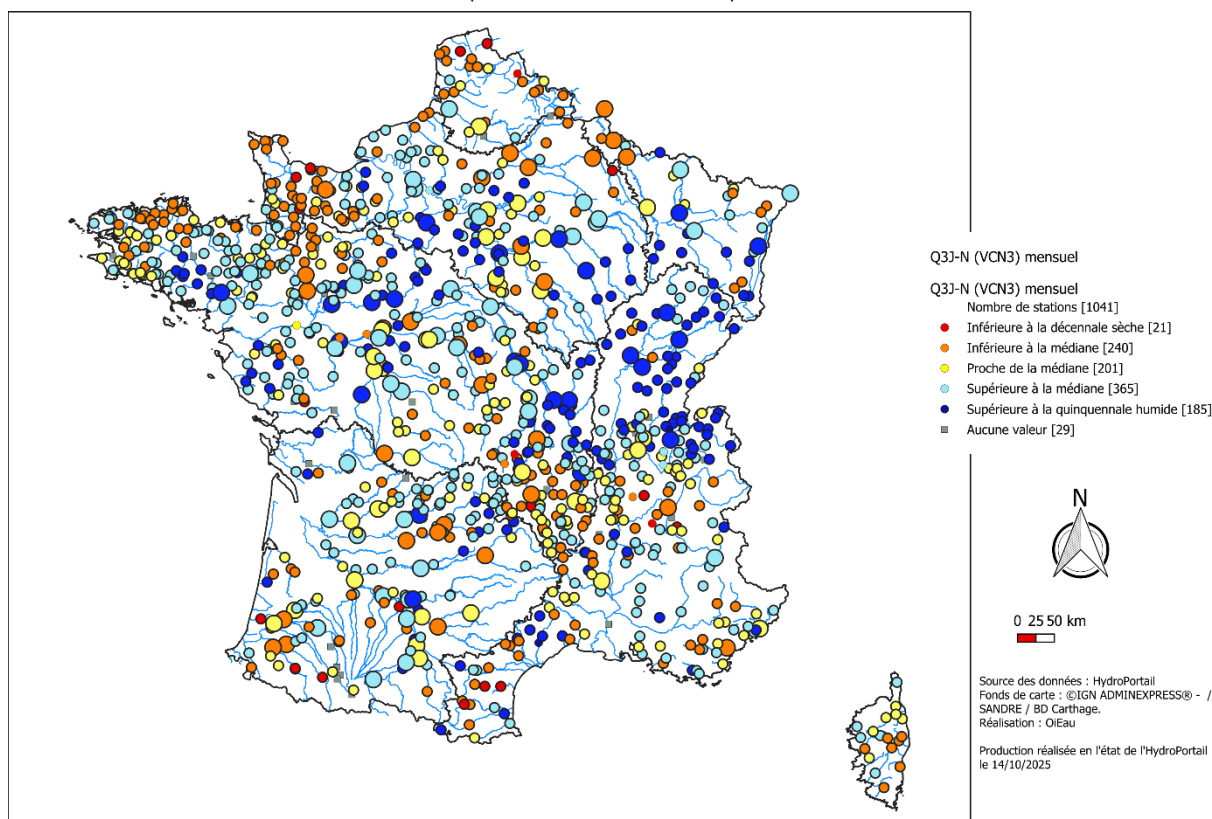 Q3J-N (VCN3) mensuel
Q3J-N (VCN3) mensuel
Nombre de stations [1041]
Inférieure à la décennale sèche [21]
Inférieure à la médiane [240]
Proche de la médiane [201]
Supérieure à la médiane [365]
Supérieure à la quinquennale humide [185]
Aucune valeur [29]
N
0 25 50 km
Source des données : HydroPortail
Fonds de carte : ©IGN ADMINEXPRESS® - /
SANDRE / BD Carthage.
Réalisation : OiEau
Production réalisée en l'état de l'HydroPortail
le 14/10/2025